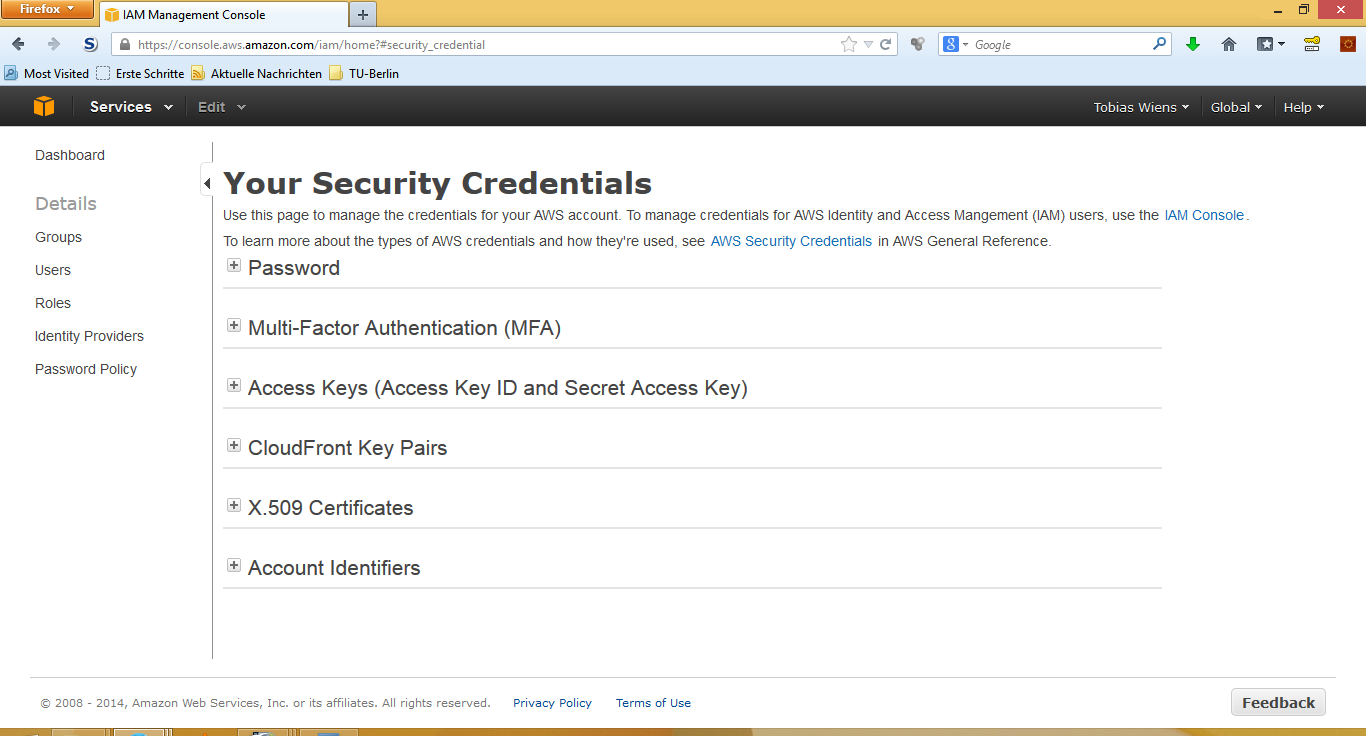 Firefox
IAM Management Console
https://console.aws.amazon.com/iam/home?#security_credential
Google
Most Visited Erste Schritte Aktuelle Nachrichten TU-Berlin
Services Edit Tobias Wiens Global Help
Dashboard
Details
Groups
Users
Roles
Identity Providers
Password Policy
Your Security Credentials
Use this page to manage the credentials for your AWS account. To manage credentials for AWS Identity and Access Mangement (IAM) users, use the IAM Console.
To learn more about the types of AWS credentials and how they're used, see AWS Security Credentials in AWS General Reference.
Password
Multi-Factor Authentication (MFA)
Access Keys (Access Key ID and Secret Access Key)
CloudFront Key Pairs
X.509 Certificates
Account Identifiers
© 2008 - 2014, Amazon Web Services, Inc. or its affiliates. All rights reserved. Privacy Policy Terms of Use Feedback